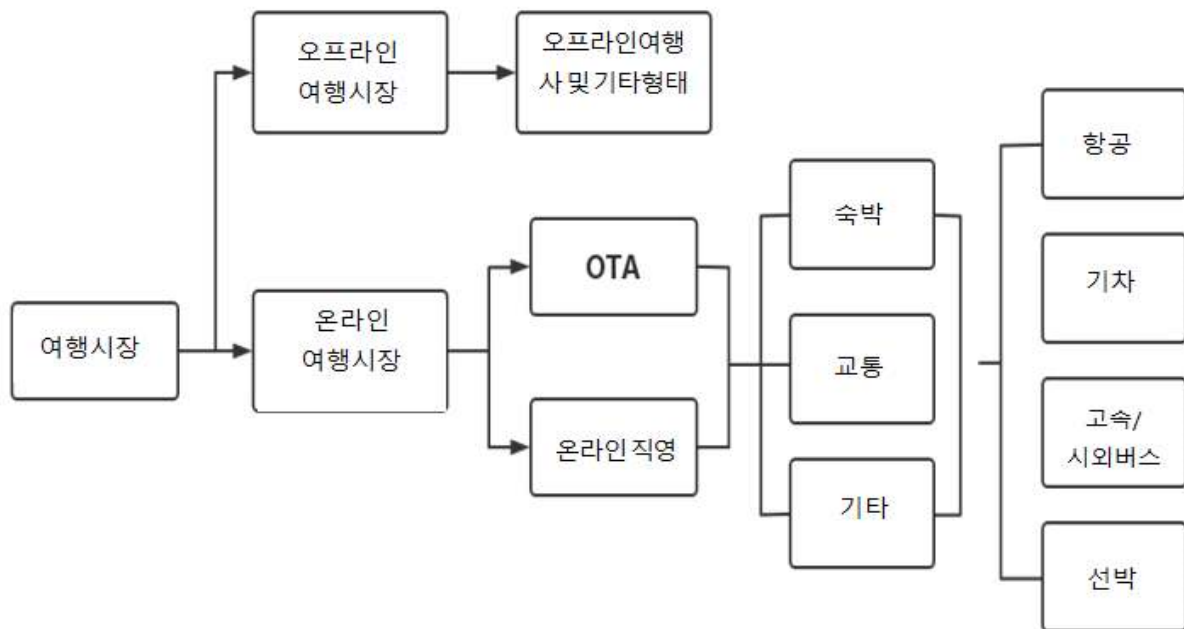 오프라인
여행시장
오프라인여행
사 및 기타형태
여행시장
온라인
여행시장
OTA
온라인 직영
숙박
교통
기타
항공
기차
고속/
시외버스
선박